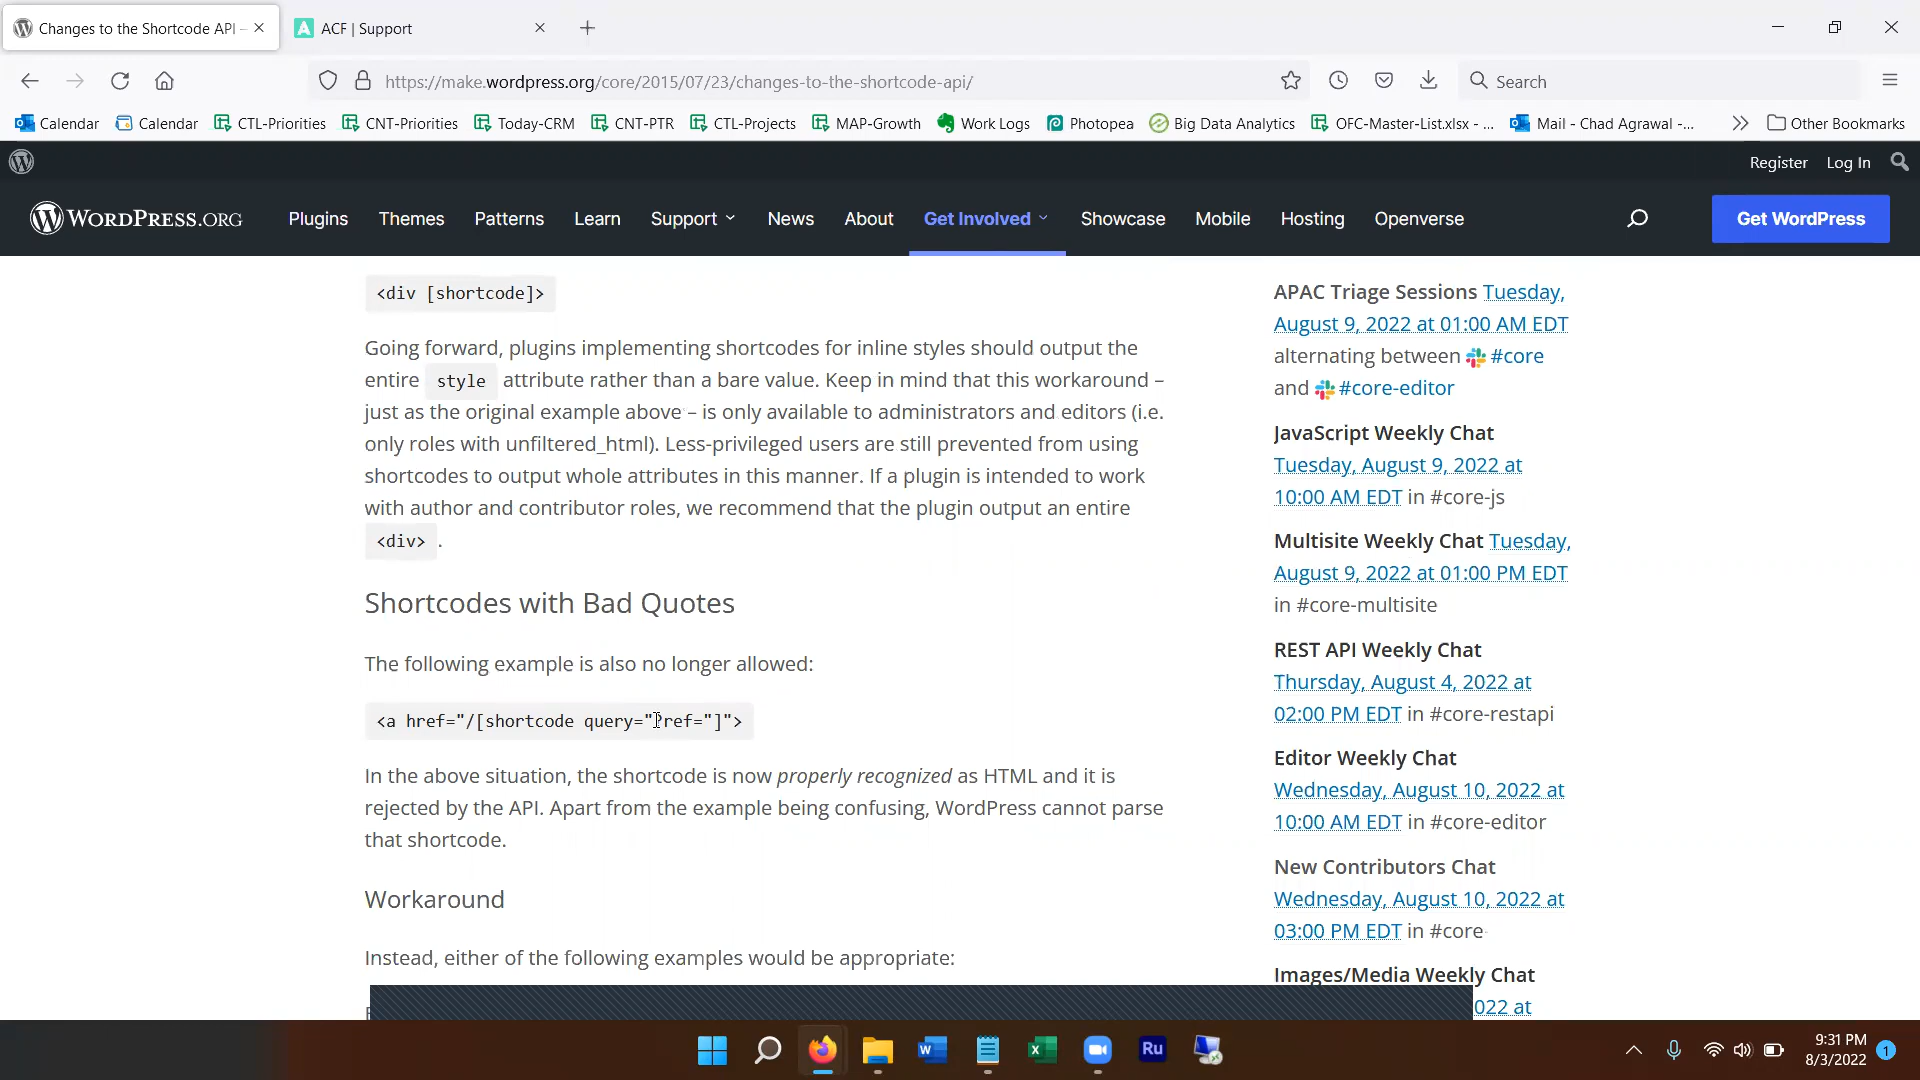 Changes to the Shortcode API –
ACF | Support
https://make.wordpress.org/core/2015/07/23/changes-to-the-shortcode-api/
Search
Calendar
Calendar
CTL-Priorities
CNT-Priorities
Today-CRM
CNT-PTR
CTL-Projects
MAP-Growth
Work Logs
Photopea
Big Data Analytics
OFC-Master-List.xlsx - ...
Mail - Chad Agrawal -...
Other Bookmarks
Register
Log In
WORDPRESS.ORG
Plugins
Themes
Patterns
Learn
Support
News
About
Get Involved
Showcase
Mobile
Hosting
Openverse
Get WordPress
<div [shortcode]>
Going forward, plugins implementing shortcodes for inline styles should output the
entire style attribute rather than a bare value. Keep in mind that this workaround –
just as the original example above – is only available to administrators and editors (i.e.
only roles with unfiltered_html). Less-privileged users are still prevented from using
shortcodes to output whole attributes in this manner. If a plugin is intended to work
with author and contributor roles, we recommend that the plugin output an entire
<div> .
Shortcodes with Bad Quotes
The following example is also no longer allowed:
<a href="/[shortcode query="?ref="]">
In the above situation, the shortcode is now properly recognized as HTML and it is
rejected by the API. Apart from the example being confusing, WordPress cannot parse
that shortcode.
Workaround
Instead, either of the following examples would be appropriate:
APAC Triage Sessions Tuesday,
August 9, 2022 at 01:00 AM EDT
alternating between #core
and #core-editor
JavaScript Weekly Chat
Tuesday, August 9, 2022 at
10:00 AM EDT in #core-js
Multisite Weekly Chat Tuesday,
August 9, 2022 at 01:00 PM EDT
in #core-multisite
REST API Weekly Chat
Thursday, August 4, 2022 at
02:00 PM EDT in #core-restapi
Editor Weekly Chat
Wednesday, August 10, 2022 at
10:00 AM EDT in #core-editor
New Contributors Chat
Wednesday, August 10, 2022 at
03:00 PM EDT in #core-
Images/Media Weekly Chat
022 at
Ru
9:31 PM
8/3/2022
1